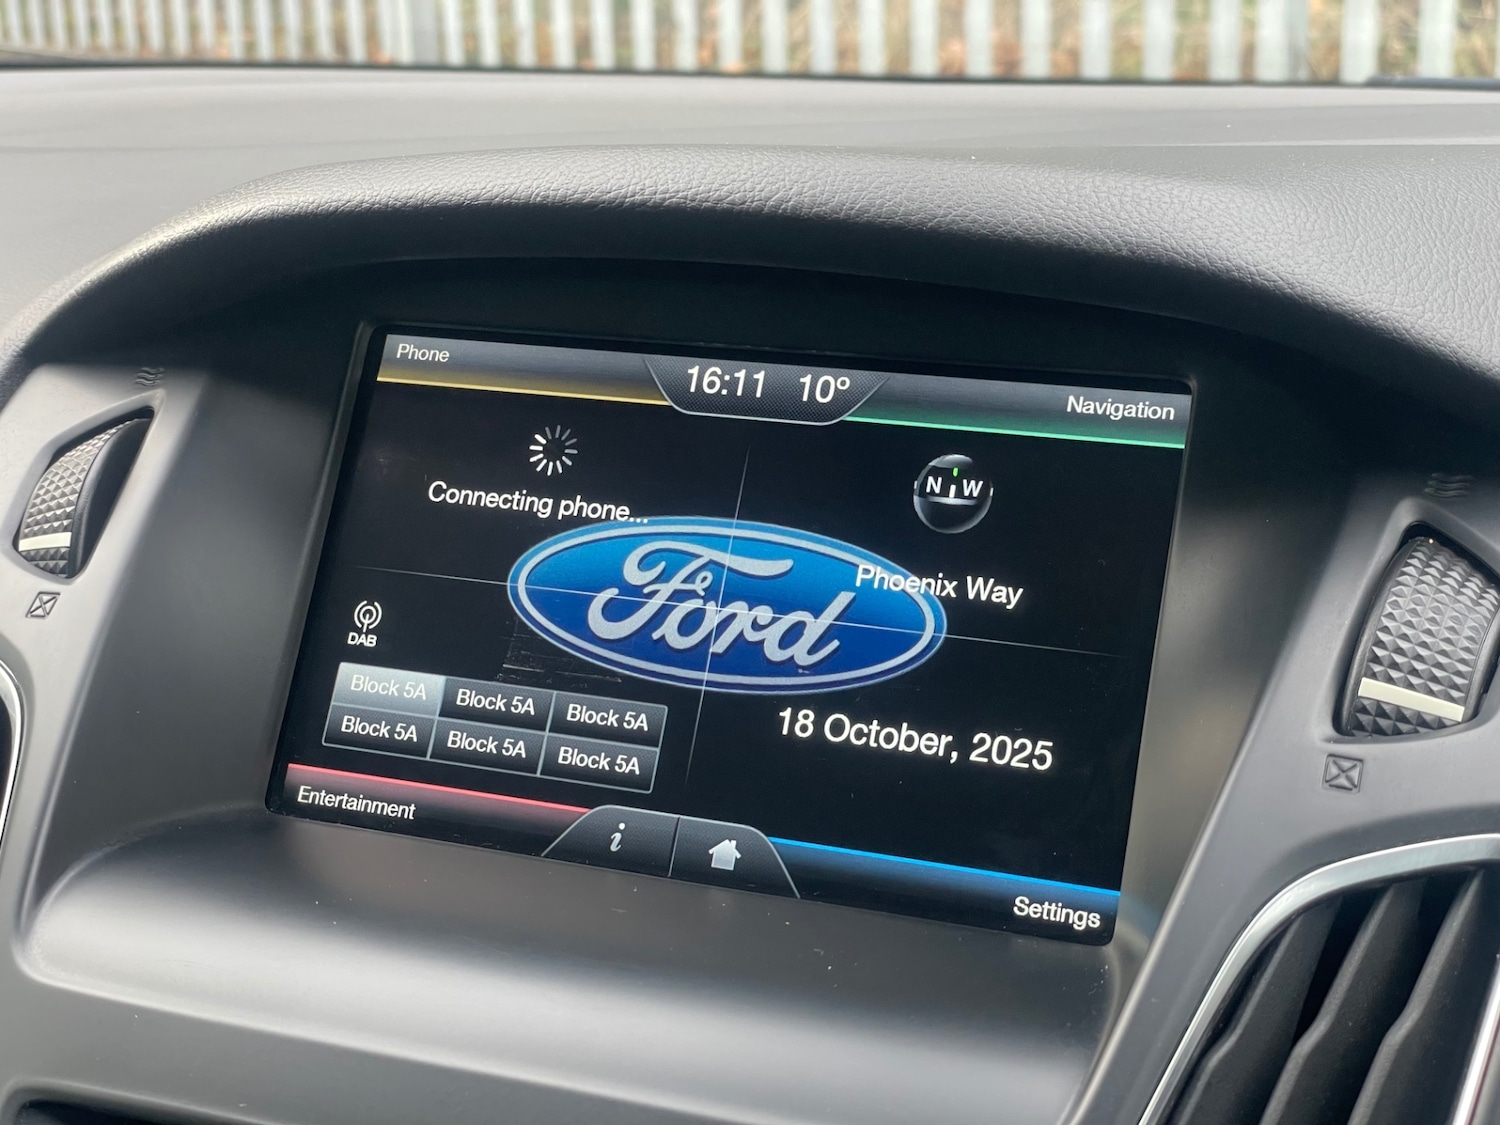 Phone
16:11 10°
Navigation
Connecting phone...
N W
Ford
Phoenix Way
DAB
Block 5A Block 5A Block 5A
Block 5A Block 5A Block 5A
18 October, 2025
Entertainment
i
Settings